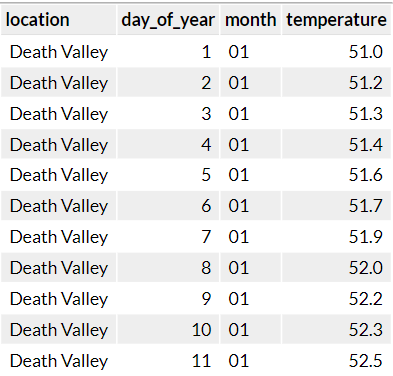 location day_of_year month temperature
Death Valley 1 01 51.0
Death Valley 2 01 51.2
Death Valley 3 01 51.3
Death Valley 4 01 51.4
Death Valley 5 01 51.6
Death Valley 6 01 51.7
Death Valley 7 01 51.9
Death Valley 8 01 52.0
Death Valley 9 01 52.2
Death Valley 10 01 52.3
Death Valley 11 01 52.5